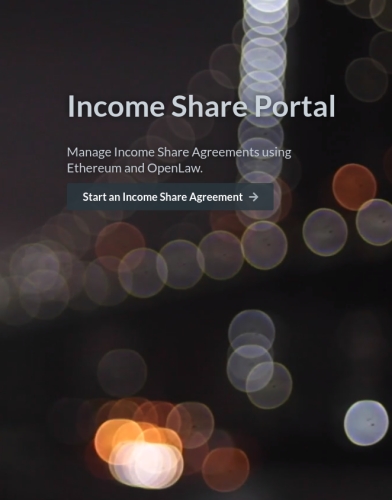 Income Share Portal
Manage Income Share Agreements using
Ethereum and OpenLaw.
Start an Income Share Agreement →